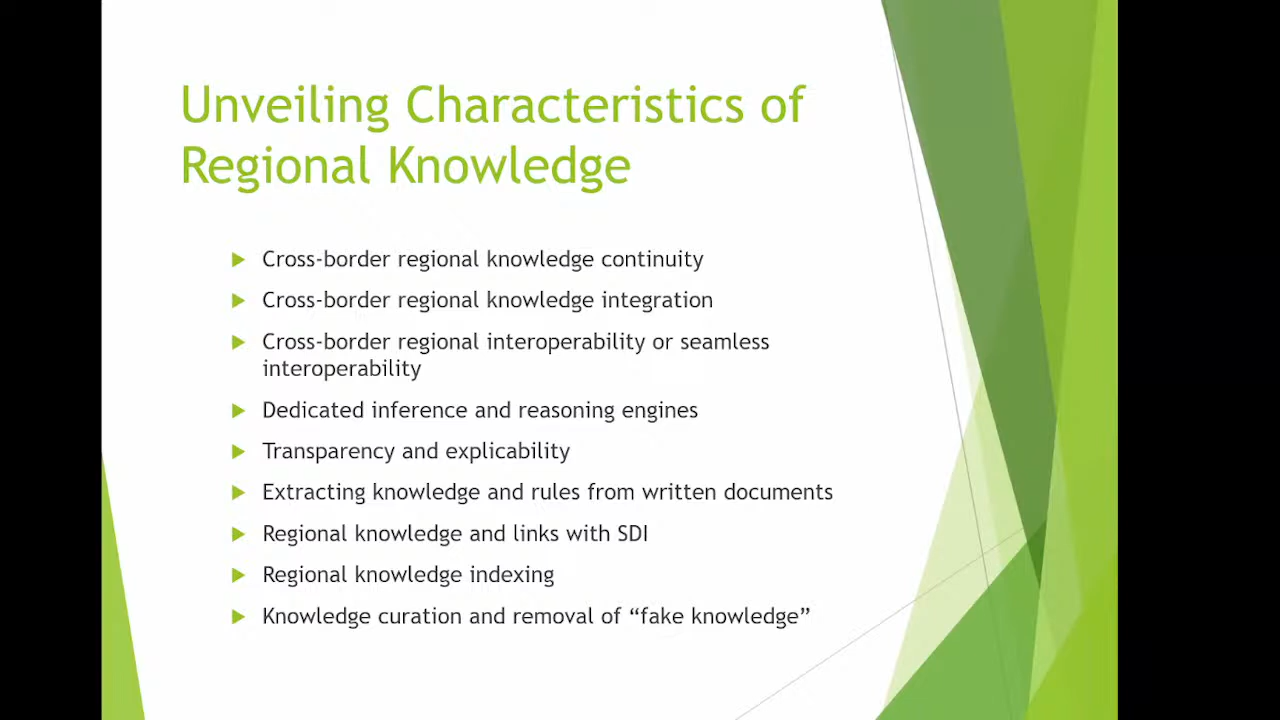 Unveiling Characteristics of
Regional Knowledge
Cross-border regional knowledge continuity
Cross-border regional knowledge integration
Cross-border regional interoperability or seamless
interoperability
Dedicated inference and reasoning engines
Transparency and explicability
Extracting knowledge and rules from written documents
Regional knowledge and links with SDI
Regional knowledge indexing
Knowledge curation and removal of “fake knowledge”